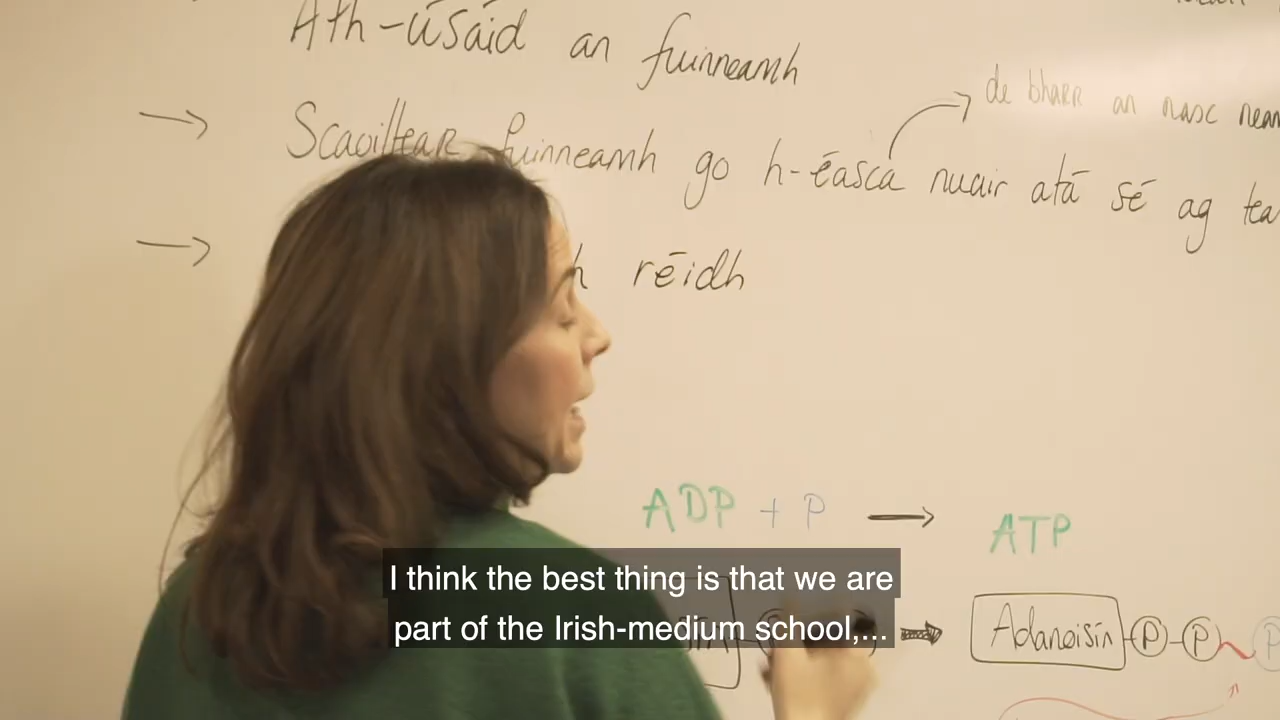 Ath-úsáid an fuinneamh
de bharr an nasc
→ Scaoiltear fuinneamh go h-éasca nuair atá sé ag
→ réidh
ADP + P → ATP
Adanoisín P P P
I think the best thing is that we are
part of the Irish-medium school,...